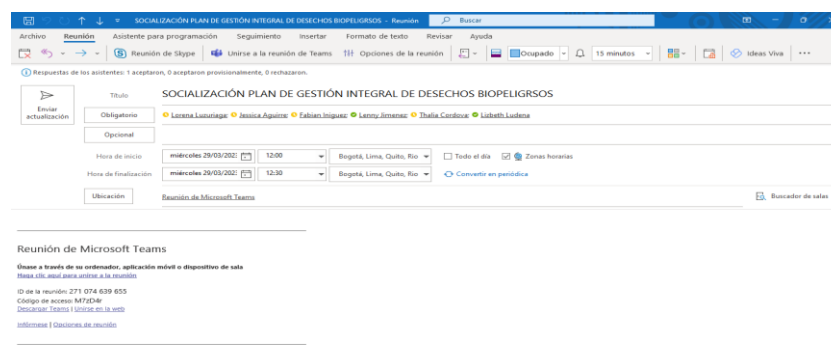 SOCIALIZACIÓN PLAN DE GESTIÓN INTEGRAL DE DESECHOS BIOPELIGRSOS - Reunión Buscar
Archivo Reunión Asistente para programación Seguimiento Insertar Formato de texto Revisar Ayuda
Reunión de Skype Unirse a la reunión de Teams Opciones de la reunión Ocupado 15 minutos Ideas Viva
Respuestas de los asistentes: 1 aceptaron, 0 aceptaron provisionalmente, 0 rechazaron.
Enviar actualización
Título SOCIALIZACIÓN PLAN DE GESTIÓN INTEGRAL DE DESECHOS BIOPELIGRSOS
Obligatorio Lorena Luzuriaga; Jessica Aguirre; Fabian Iniguez; Lenny Jimenez; Thalia Cordova; Lizbeth Ludena
Opcional
Hora de inicio miércoles 29/03/202 12:00 Bogotá, Lima, Quito, Rio Todo el día Zonas horarias
Hora de finalización miércoles 29/03/202 12:30 Bogotá, Lima, Quito, Rio Convertir en periódica
Ubicación Reunión de Microsoft Teams Buscador de salas
Reunión de Microsoft Teams
Únase a través de su ordenador, aplicación móvil o dispositivo de sala
Haga clic aquí para unirse a la reunión
ID de la reunión: 271 074 639 655
Código de acceso: M7zD4r
Descargar Teams | Unirse en la web
Infórmese | Opciones de reunión